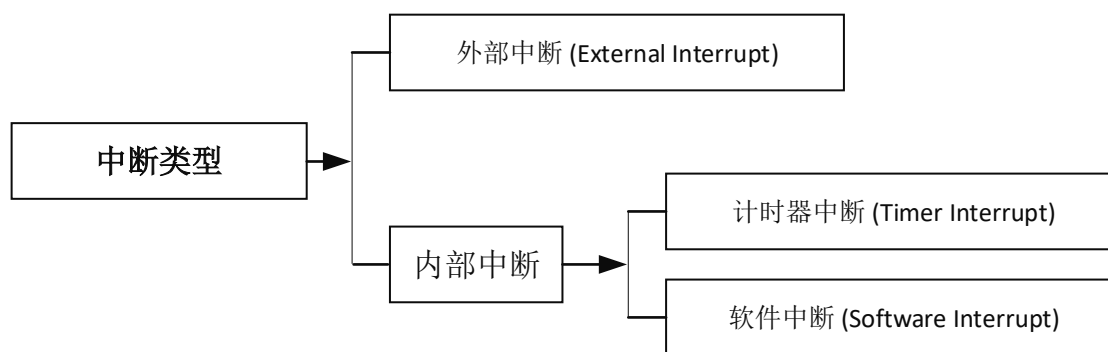 外部中断 (External Interrupt)
中断类型
计时器中断 (Timer Interrupt)
内部中断
软件中断 (Software Interrupt)